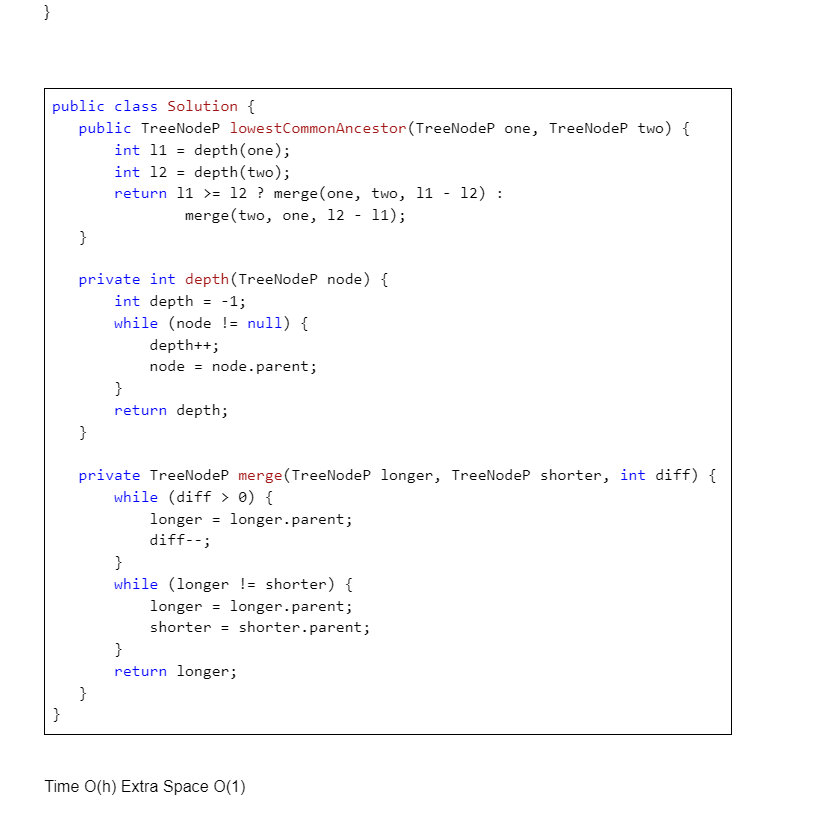 }
public class Solution {
public TreeNodeP lowestCommonAncestor(TreeNodeP one, TreeNodeP two) {
int l1 = depth(one);
int l2 = depth(two);
return l1 >= l2 ? merge(one, two, l1 - l2) :
merge(two, one, l2 - l1);
}
private int depth(TreeNodeP node) {
int depth = -1;
while (node != null) {
depth++;
node = node.parent;
}
return depth;
}
private TreeNodeP merge(TreeNodeP longer, TreeNodeP shorter, int diff) {
while (diff > 0) {
longer = longer.parent;
diff--;
}
while (longer != shorter) {
longer = longer.parent;
shorter = shorter.parent;
}
return longer;
}
}
Time O(h) Extra Space O(1)